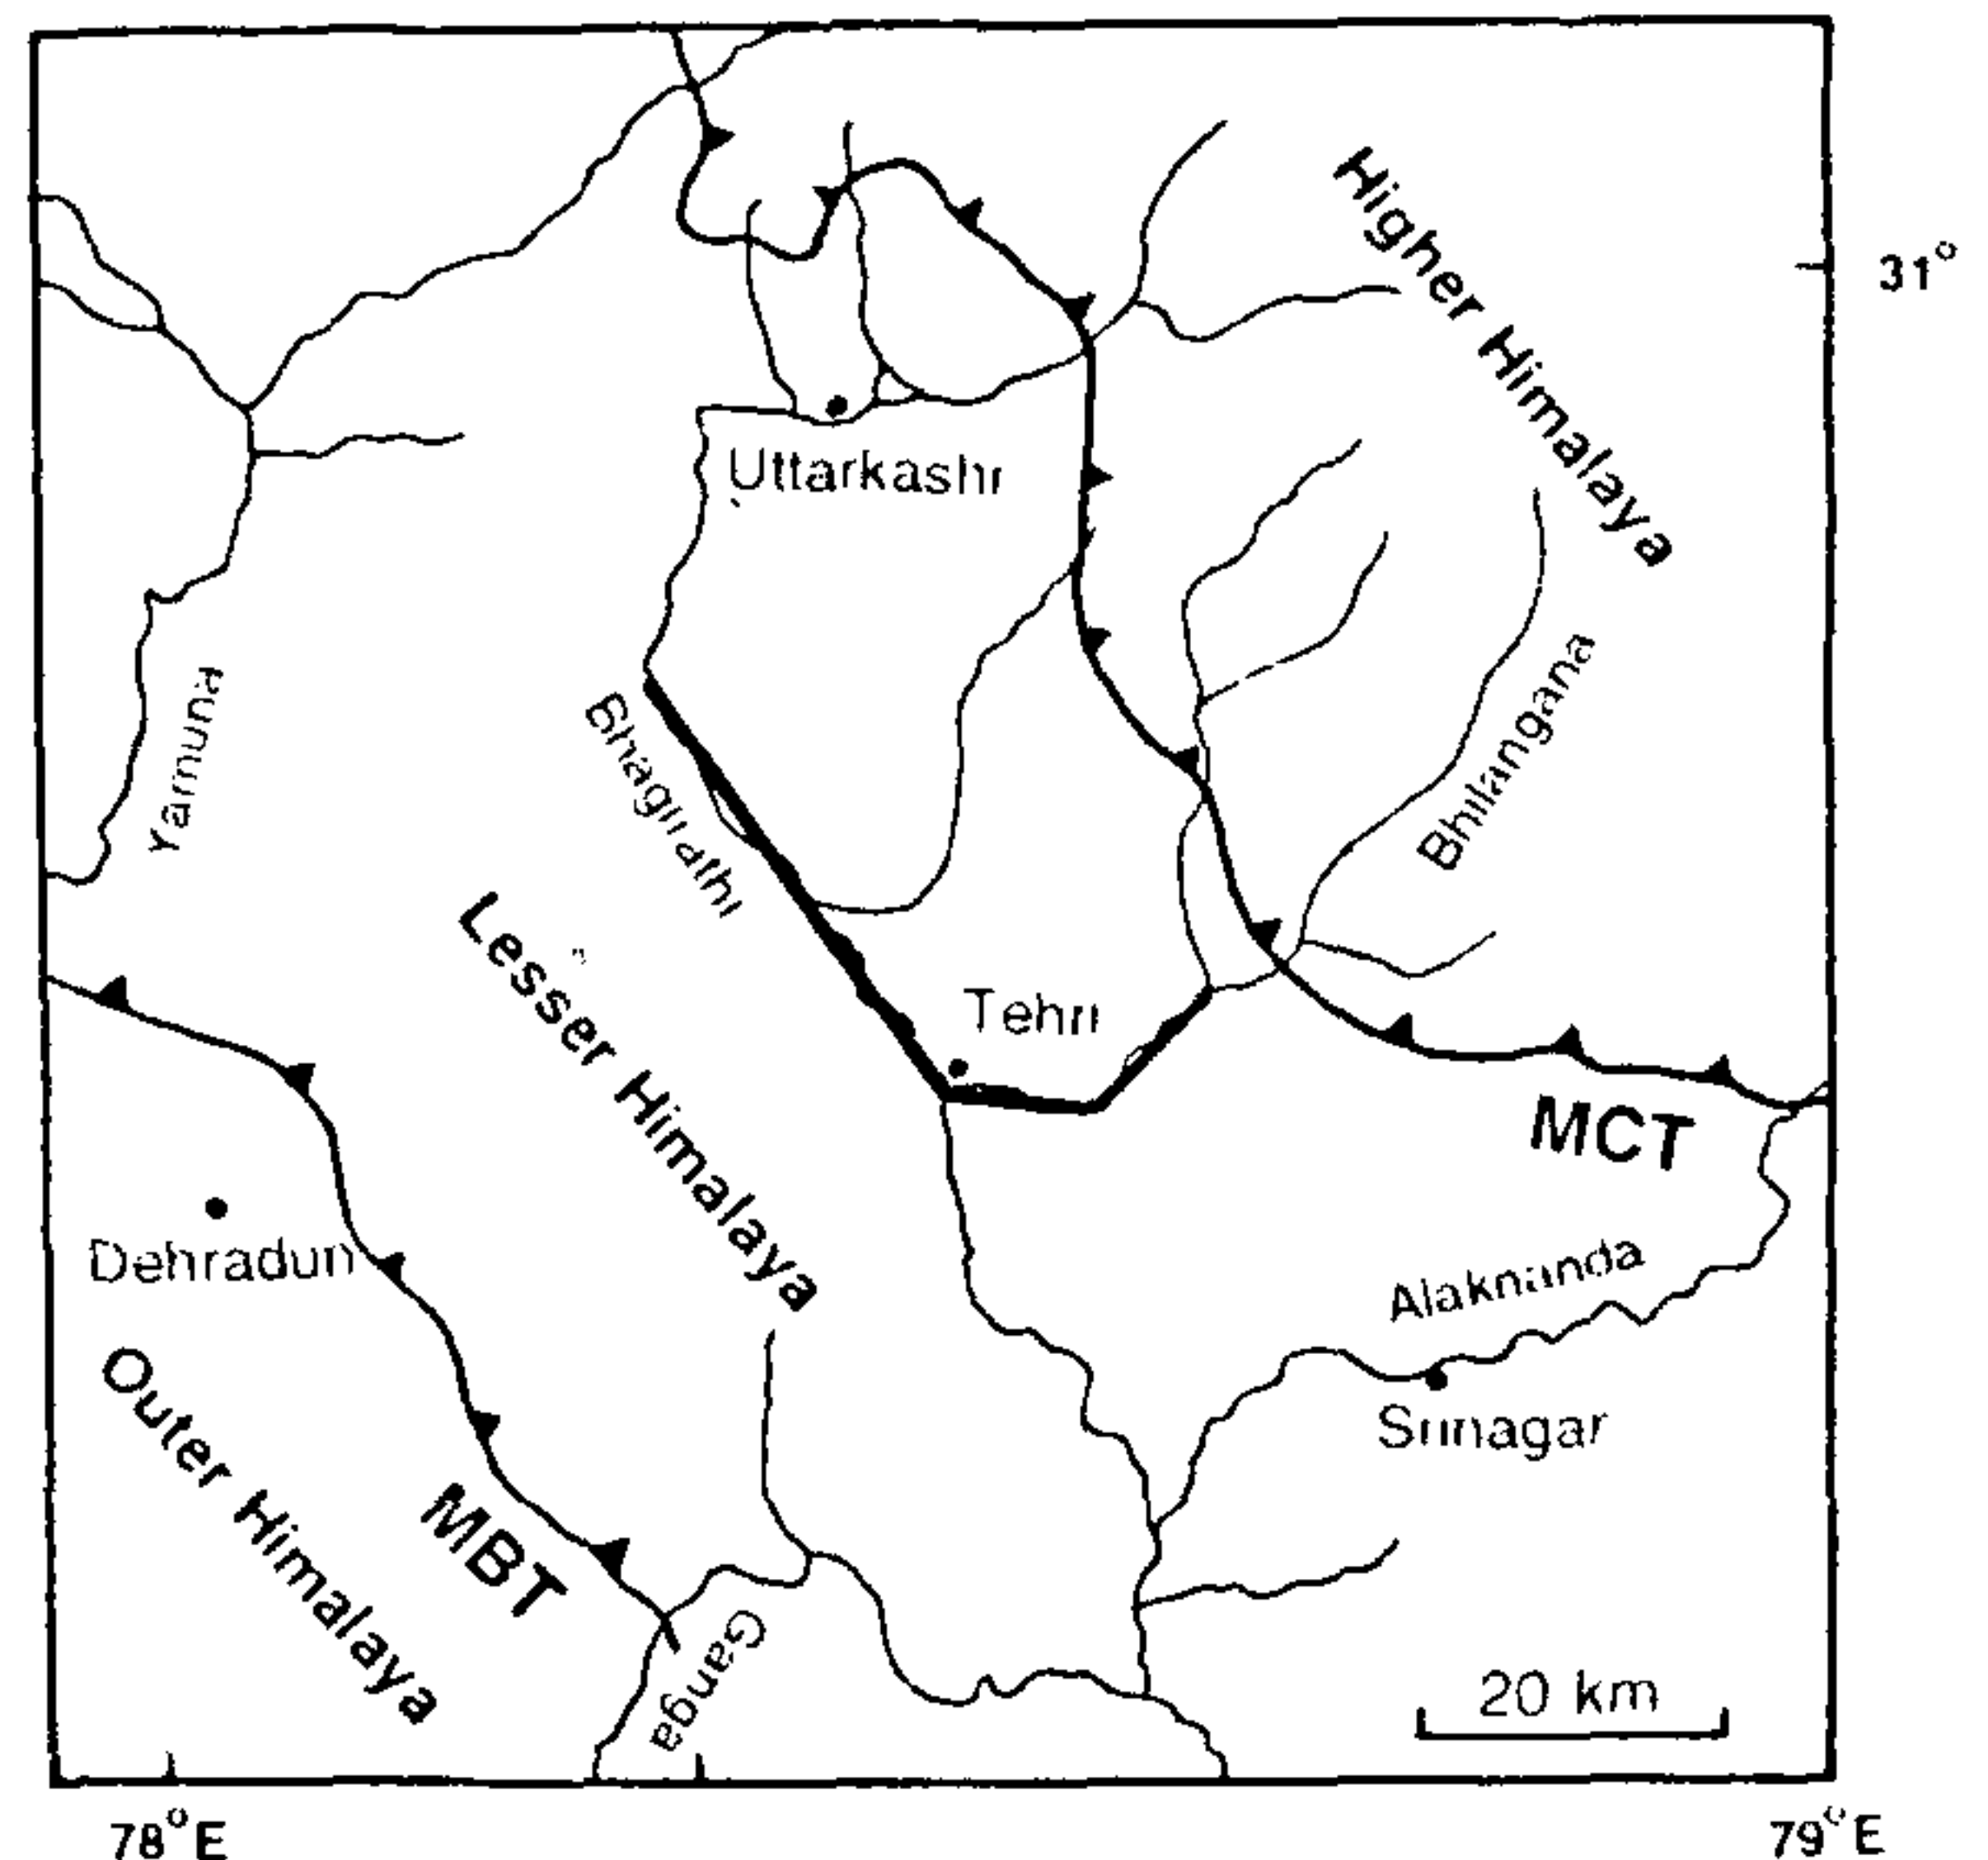 Higher Himalaya
31°
Uttarkashi
Yamuna
Bhagirathi
Bhilangana
Lesser Himalaya
Tehri
MCT
Dehradun
Alaknanda
Srinagar
Outer Himalaya
MBT
Ganga
20 km
78°E
79°E